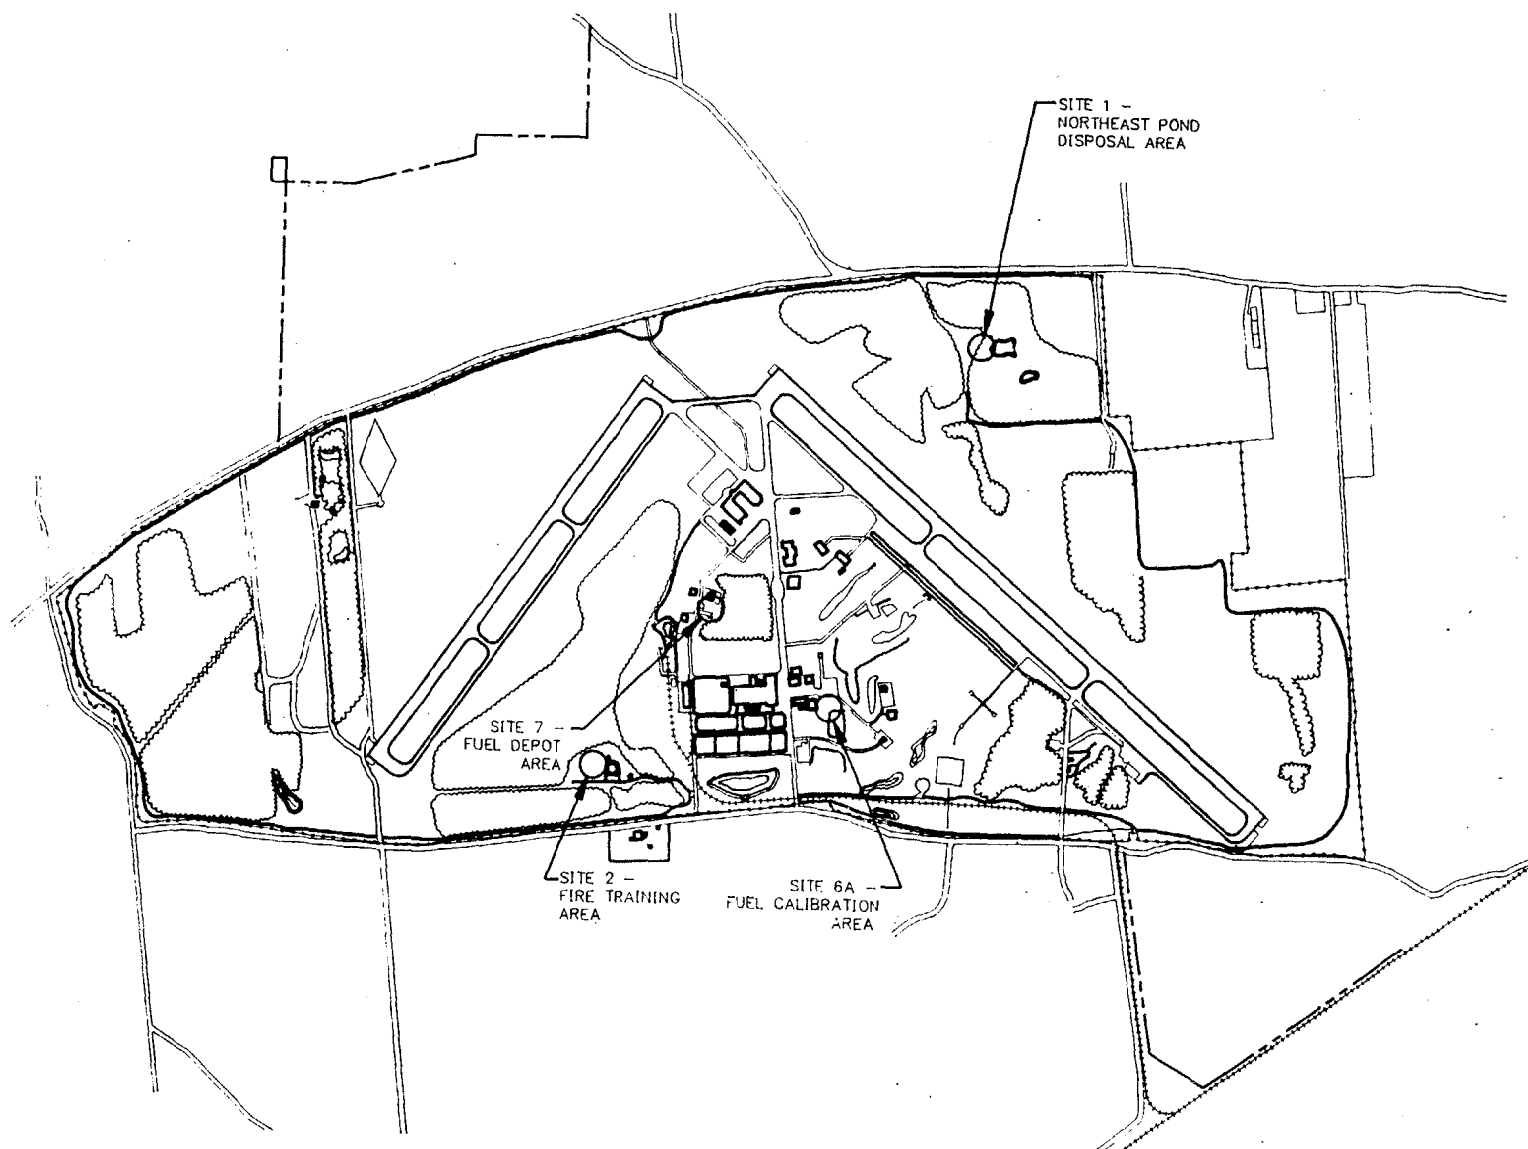 SITE 1 -
NORTHEAST POND
DISPOSAL AREA
SITE 7 -
FUEL DEPOT
AREA
SITE 2 -
FIRE TRAINING
AREA
SITE 6A -
FUEL CALIBRATION
AREA